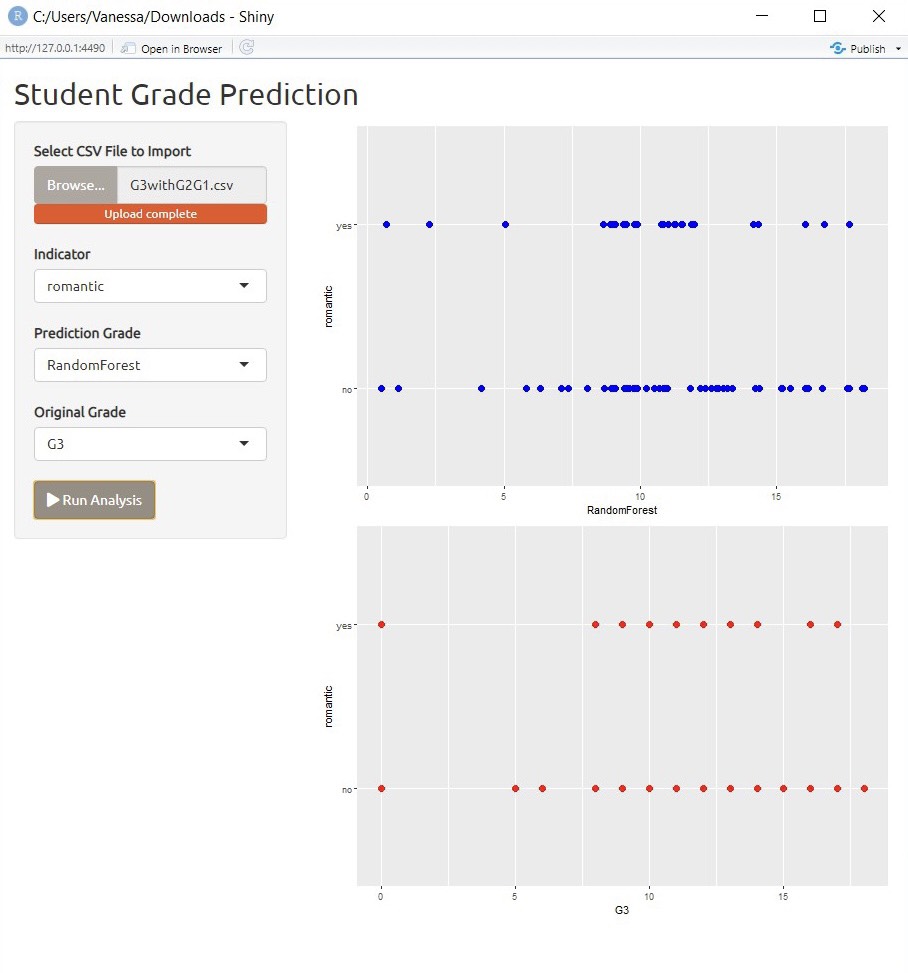 R C:/Users/Vanessa/Downloads - Shiny
http://127.0.0.1:4490 Open in Browser Publish
Student Grade Prediction
Select CSV File to Import
Browse... G3withG2G1.csv
Upload complete
Indicator
romantic
Prediction Grade
RandomForest
Original Grade
G3
Run Analysis
yes
romantic
no
0 5 10 15
RandomForest
yes
romantic
no
0 5 10 15
G3